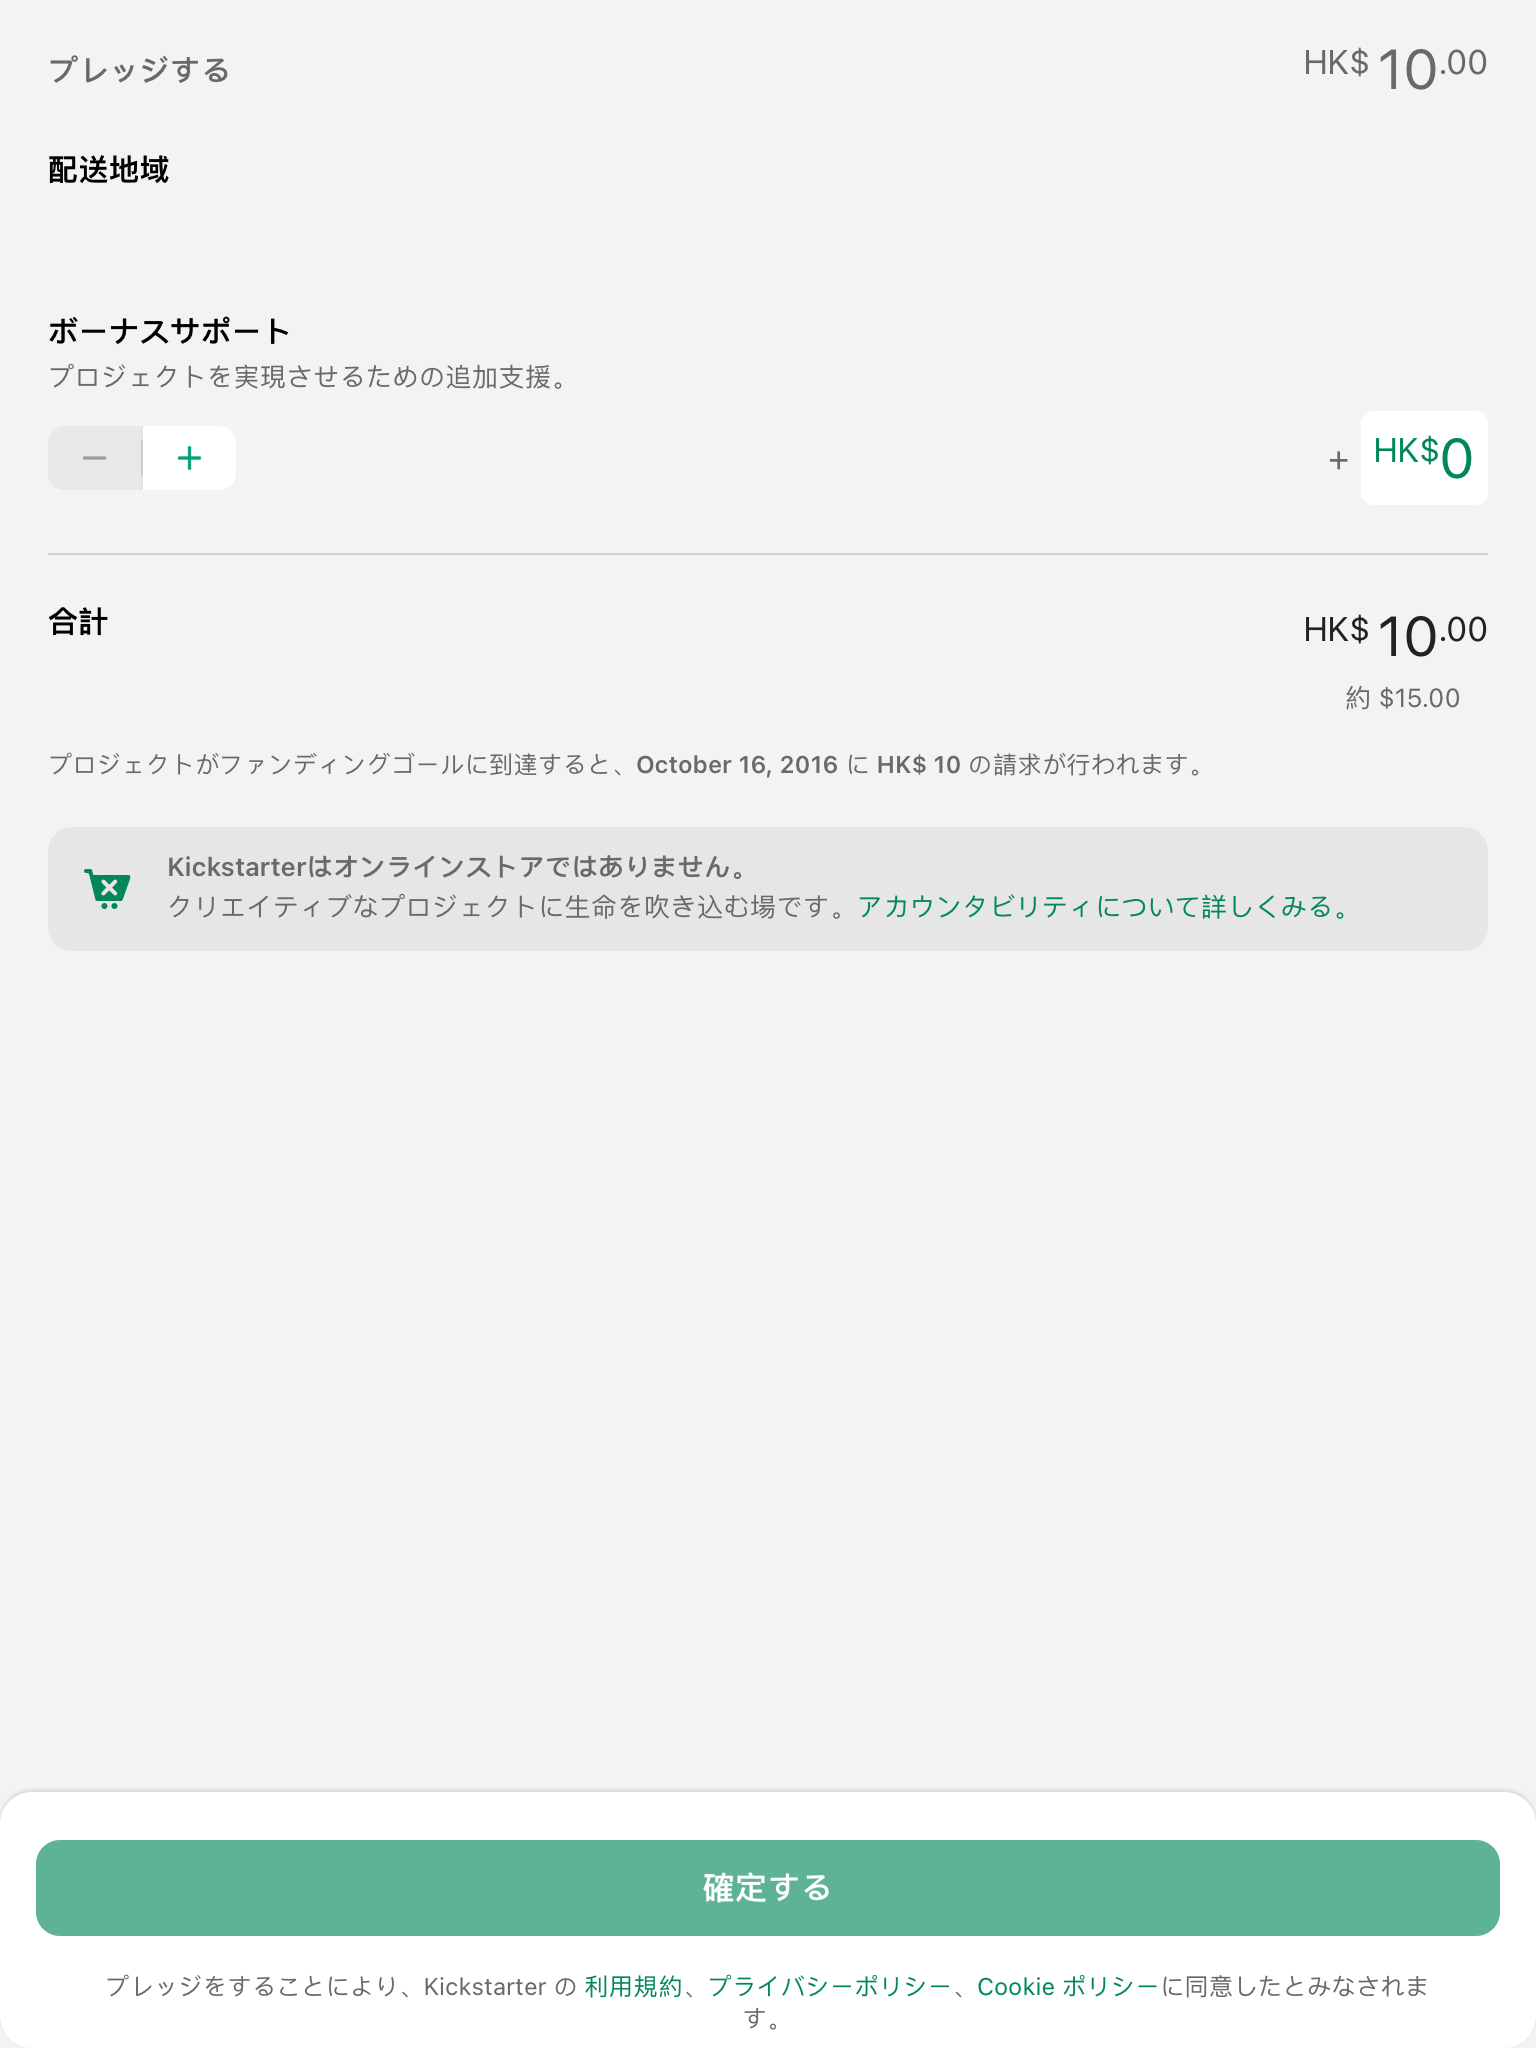 プレッジする HK$ 10.00
配送地域
ボーナスサポート
プロジェクトを実現させるための追加支援。
− + + HK$0
合計 HK$ 10.00
約 $15.00
プロジェクトがファンディングゴールに到達すると、October 16, 2016 に HK$ 10 の請求が行われます。
Kickstarterはオンラインストアではありません。
クリエイティブなプロジェクトに生命を吹き込む場です。アカウンタビリティについて詳しくみる。
確定する
プレッジをすることにより、Kickstarter の 利用規約、プライバシーポリシー、Cookie ポリシーに同意したとみなされま
す。